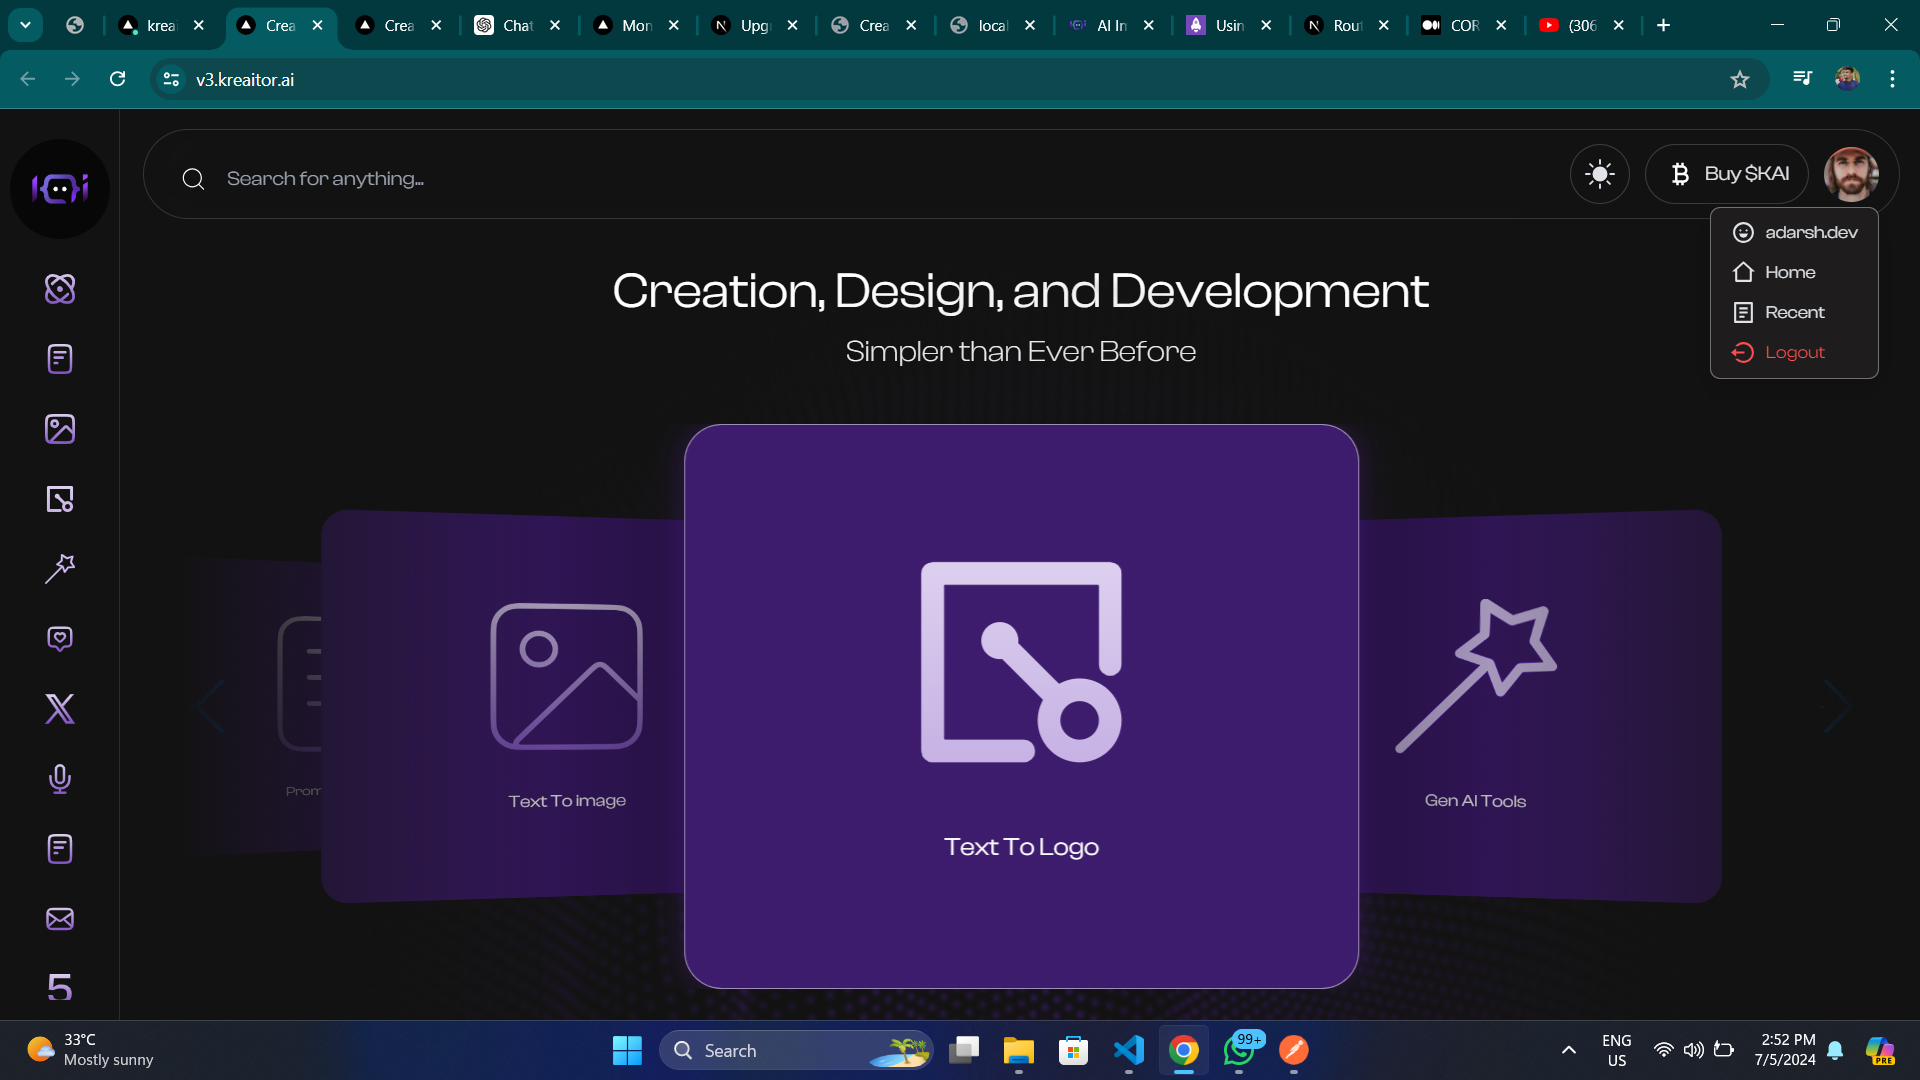 krea
Crea
Crea
Chat
Mon
Upg
Crea
local
AI In
Usin
Rout
COR
(306
v3.kreaitor.ai
Search for anything...
Buy $KAI
adarsh.dev
Home
Recent
Logout
Creation, Design, and Development
Simpler than Ever Before
Prom
Text To image
Text To Logo
Gen AI Tools
5
33°C
Mostly sunny
Search
99+
ENG
US
2:52 PM
7/5/2024
PRE